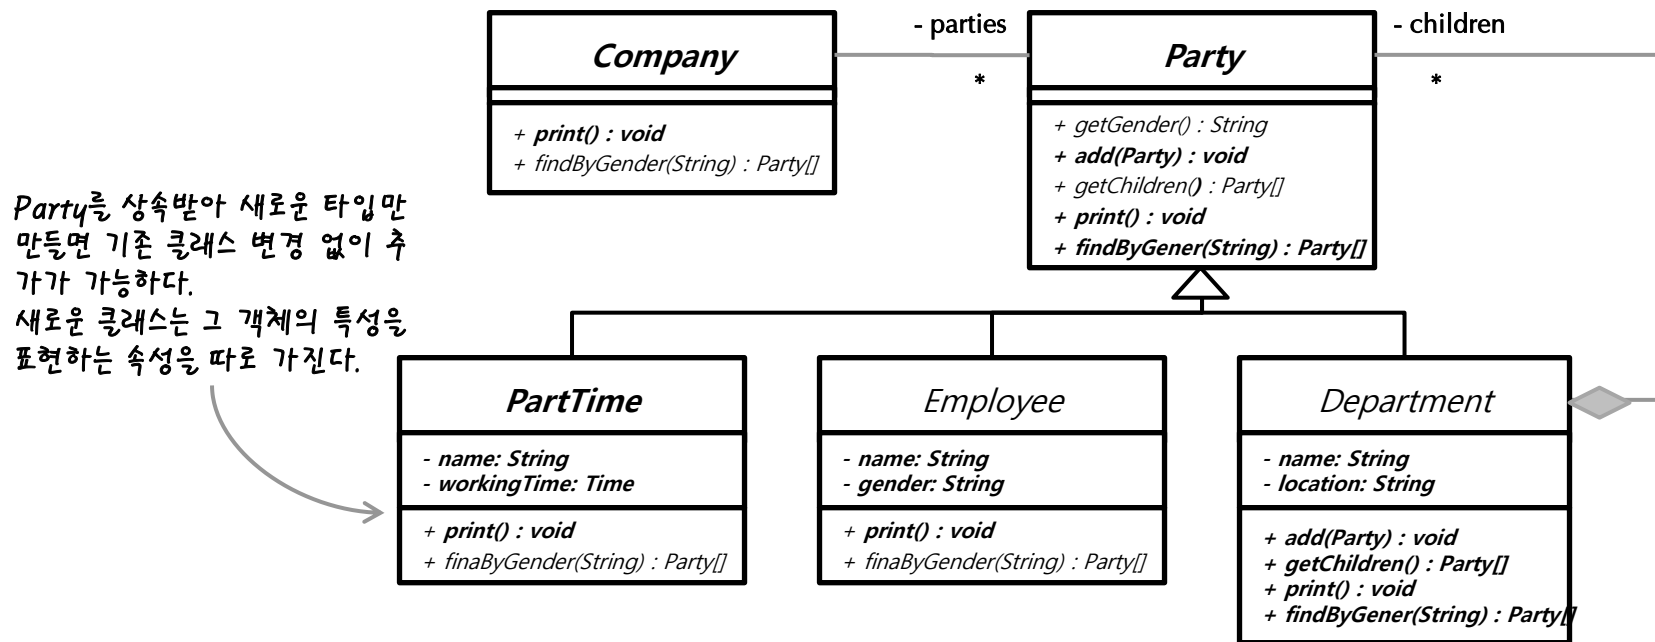 - parties
- children
Company
Party
*
*
+ print() : void
+ findByGender(String) : Party[]
+ getGender() : String
+ add(Party) : void
+ getChildren() : Party[]
+ print() : void
+ findByGener(String) : Party[]
Party를 상속받아 새로운 타입만
만들면 기존 클래스 변경 없이 추
가가 가능하다.
새로운 클래스는 그 객체의 특성을
표현하는 속성을 따로 가진다.
PartTime
- name: String
- workingTime: Time
+ print() : void
+ finaByGender(String) : Party[]
Employee
- name: String
- gender: String
+ print() : void
+ finaByGender(String) : Party[]
Department
- name: String
- location: String
+ add(Party) : void
+ getChildren() : Party[]
+ print() : void
+ findByGener(String) : Party[]